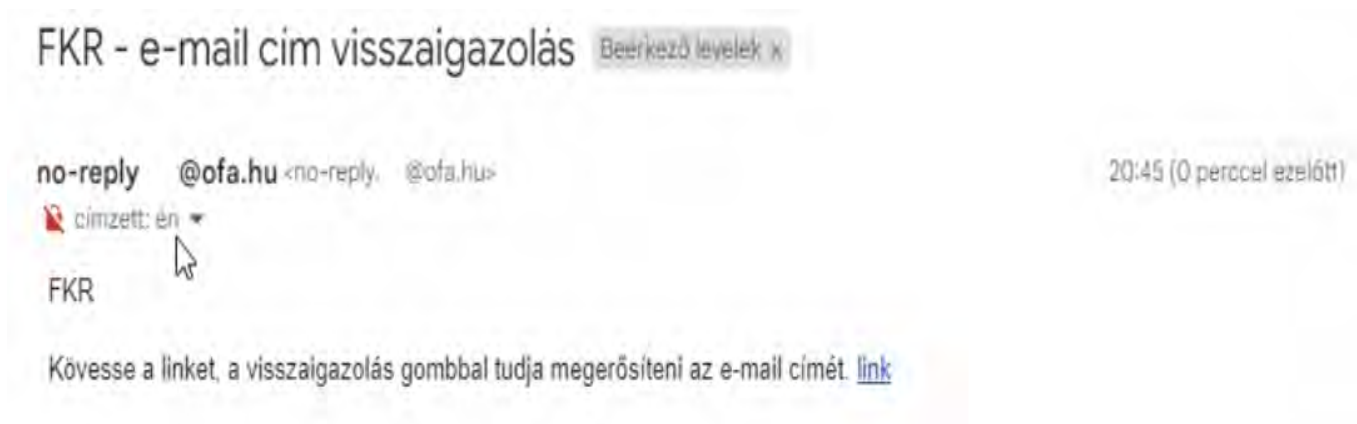 FKR - e-mail cím visszaigazolás Beérkező levelek x
no-reply @ofa.hu <no-reply. @ofa.hu> 20:45 (0 perccel ezelőtt)
címzett: én
FKR
Kövesse a linket, a visszaigazolás gombbal tudja megerősíteni az e-mail címét. link